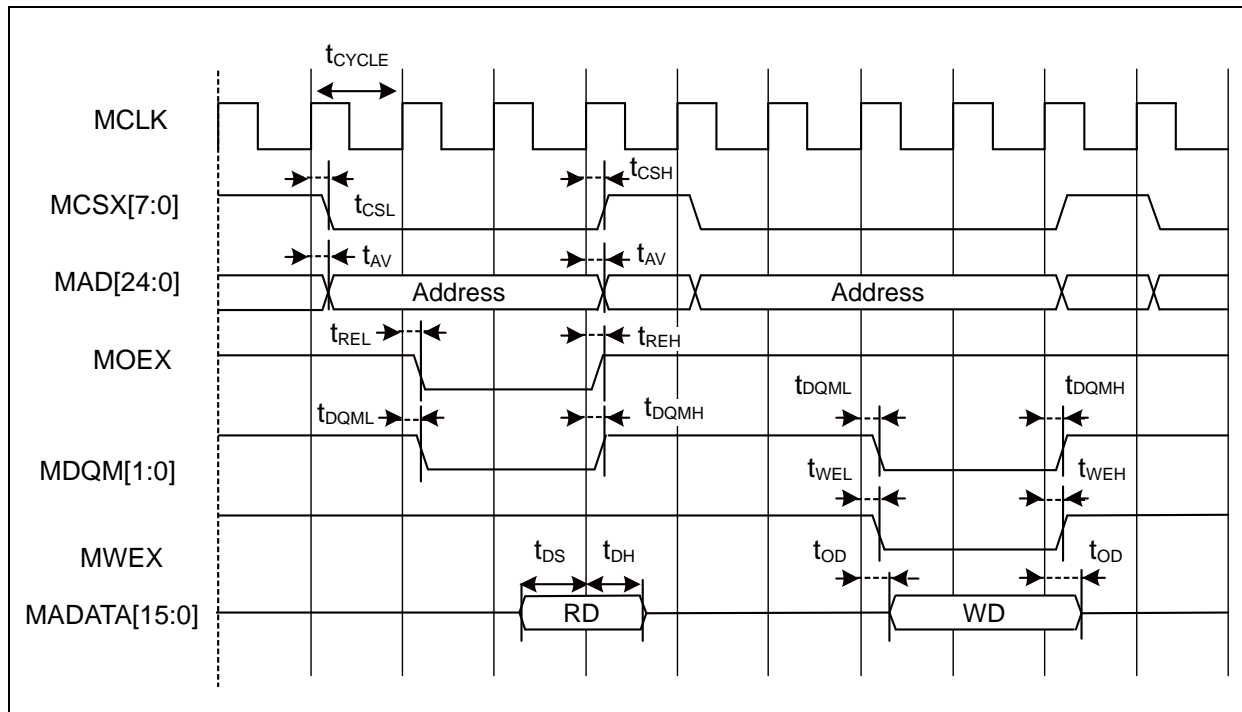 tCYCLE
MCLK
tCSH
MCSX[7:0]
tCSL
tAV
tAV
MAD[24:0]
Address
Address
tREL
tREH
MOEX
tDQML
tDQMH
tDQML
tDQMH
MDQM[1:0]
tWEL
tWEH
MWEX
tDS
tDH
tOD
tOD
MADATA[15:0]
RD
WD